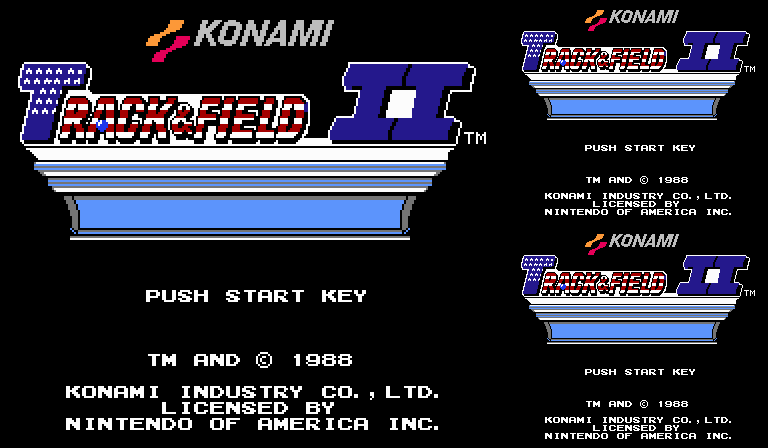 KONAMI
TRACK & FIELD II TM
PUSH START KEY
TM AND © 1988
KONAMI INDUSTRY CO.,LTD.
LICENSED BY
NINTENDO OF AMERICA INC.
KONAMI
TRACK & FIELD II TM
PUSH START KEY
TM AND © 1988
KONAMI INDUSTRY CO.,LTD.
LICENSED BY
NINTENDO OF AMERICA INC.
KONAMI
TRACK & FIELD II TM
PUSH START KEY
TM AND © 1988
KONAMI INDUSTRY CO.,LTD.
LICENSED BY
NINTENDO OF AMERICA INC.